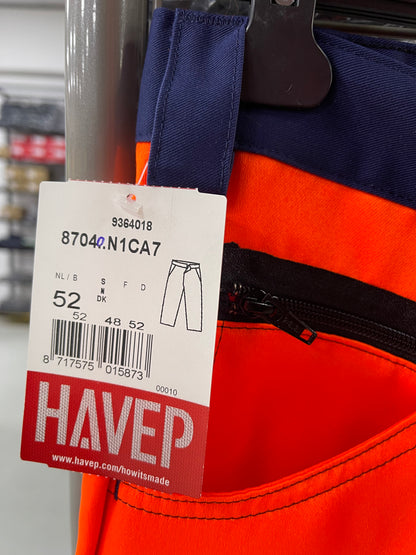 9364018
87040.N1CA7
NL / B S N DK F D
52
52 48 52
8 717575 015873
00010
HAVEP
www.havep.com/howitsmade